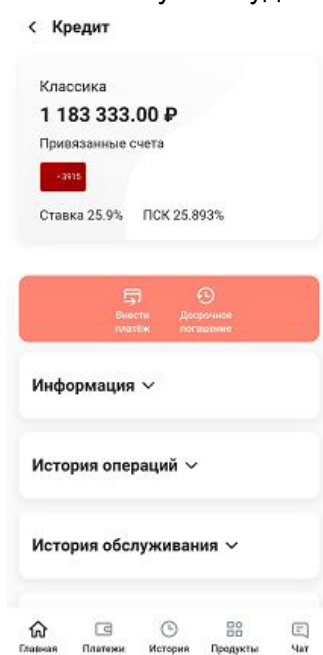 < Кредит
Классика
1 183 333.00 ₽
Привязанные счета
·3915
Ставка 25.9% ПСК 25.893%
Внести платёж
Досрочное погашение
Информация
История операций
История обслуживания
Главная Платежи История Продукты Чат